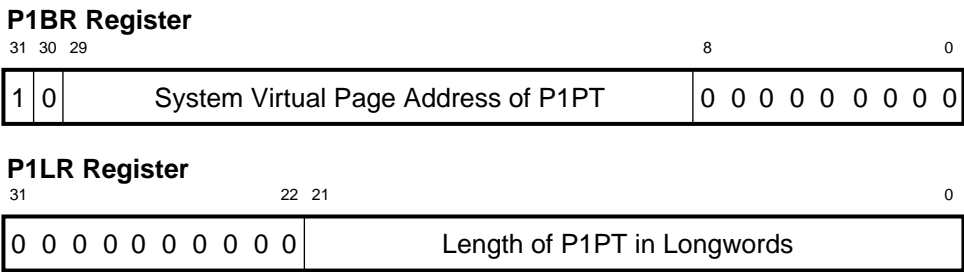 P1BR Register
31 30 29 8 0
1 0 System Virtual Page Address of P1PT 0 0 0 0 0 0 0 0 0
P1LR Register
31 22 21 0
0 0 0 0 0 0 0 0 0 0 Length of P1PT in Longwords